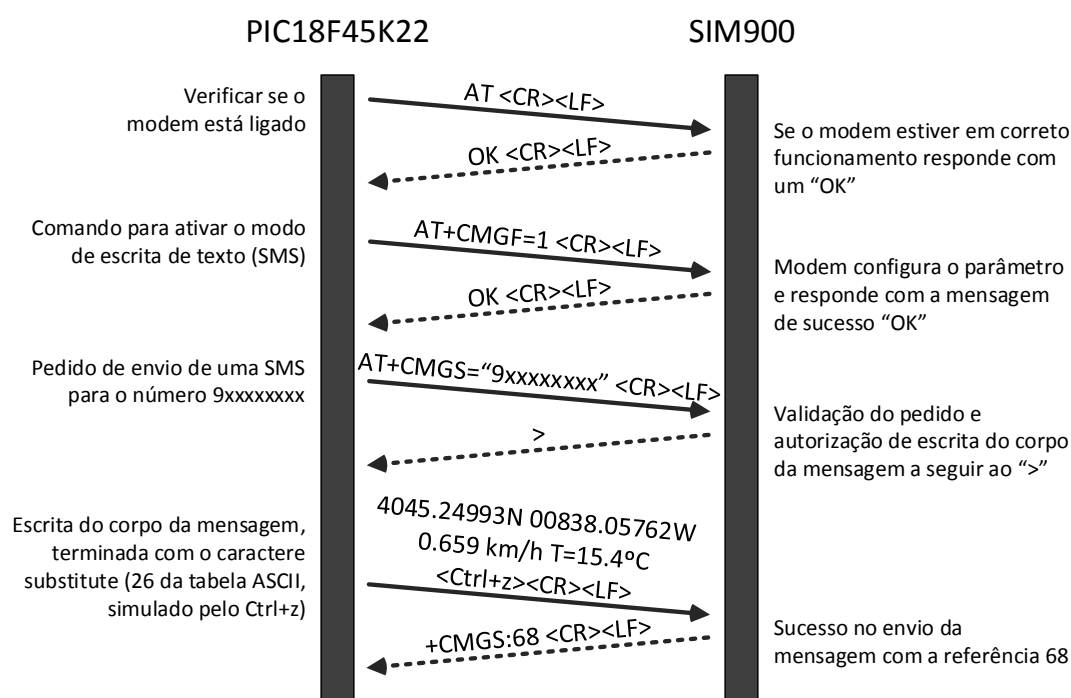 PIC18F45K22
SIM900
Verificar se o
modem está ligado
AT <CR><LF>
Se o modem estiver em correto
funcionamento responde com
um “OK”
OK <CR><LF>
Comando para ativar o modo
de escrita de texto (SMS)
AT+CMGF=1 <CR><LF>
Modem configura o parâmetro
e responde com a mensagem
de sucesso “OK”
OK <CR><LF>
Pedido de envio de uma SMS
para o número 9xxxxxxxx
AT+CMGS=“9xxxxxxxx” <CR><LF>
Validação do pedido e
autorização de escrita do corpo
da mensagem a seguir ao “>”
>
Escrita do corpo da mensagem,
terminada com o caractere
substitute (26 da tabela ASCII,
simulado pelo Ctrl+z)
4045.24993N 00838.05762W
0.659 km/h T=15.4ºC
<Ctrl+z><CR><LF>
Sucesso no envio da
mensagem com a referência 68
+CMGS:68 <CR><LF>